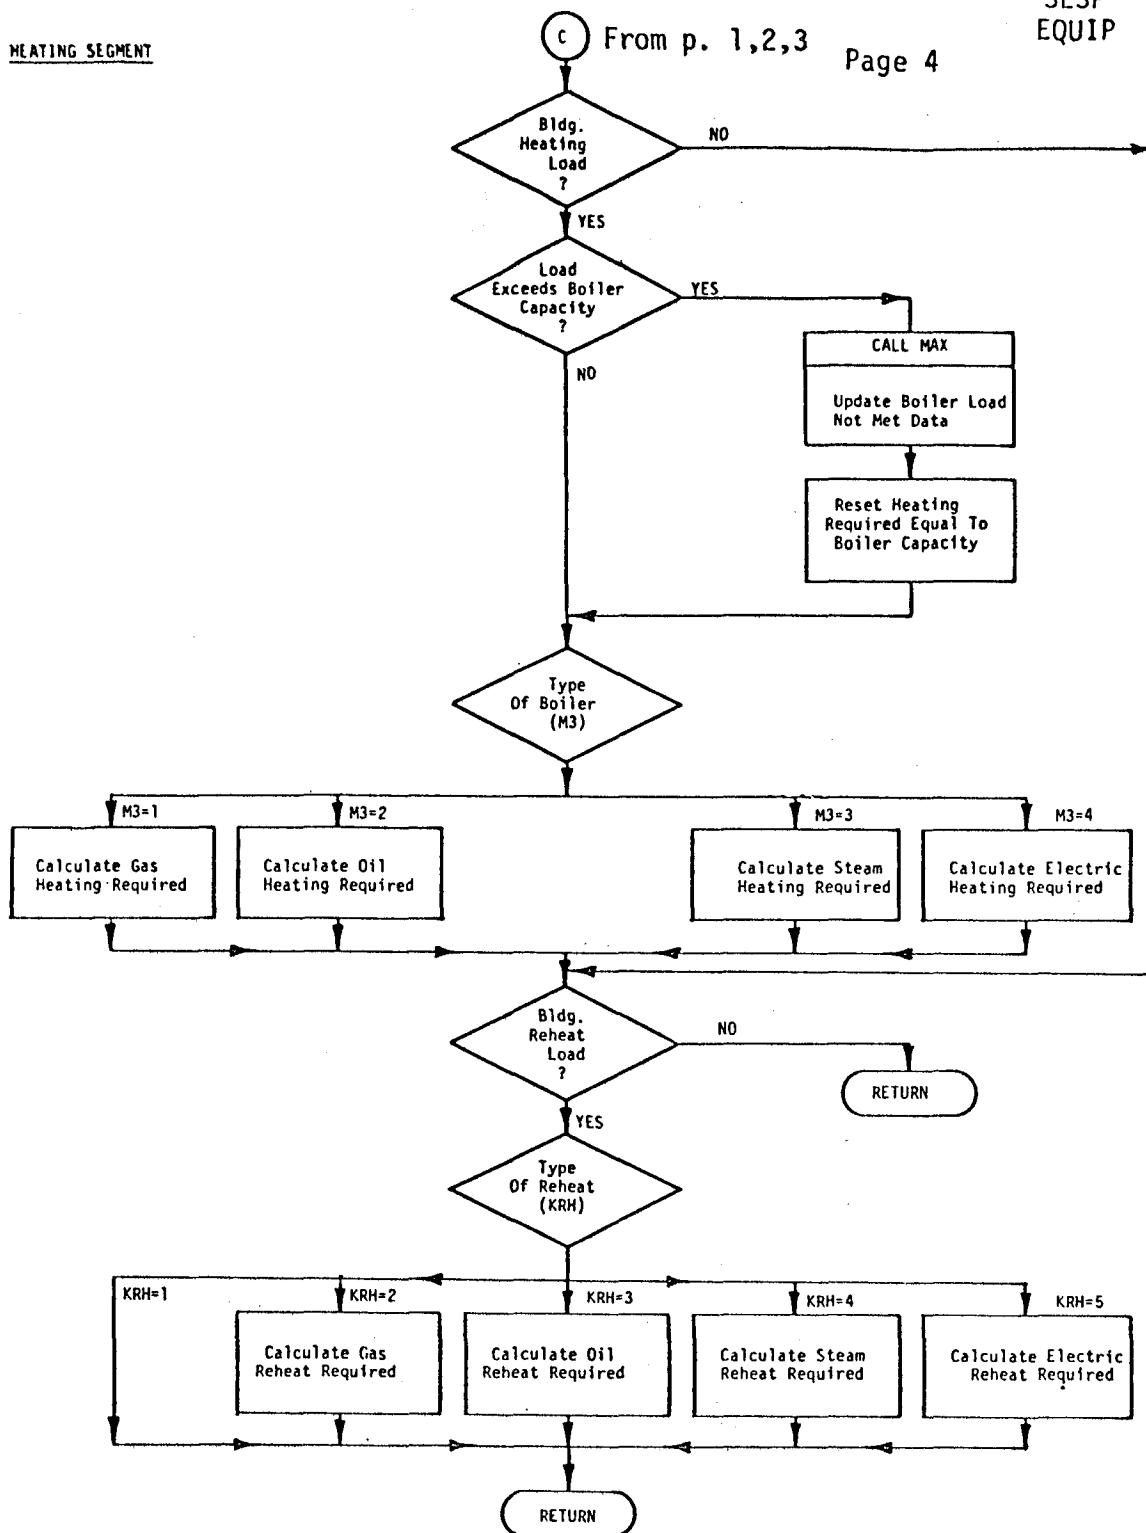 EQUIP
HEATING SEGMENT
C
From p. 1,2,3
Page 4
Bldg.
Heating
Load
?
NO
YES
Load
Exceeds Boiler
Capacity
?
YES
NO
CALL MAX
Update Boiler Load
Not Met Data
Reset Heating
Required Equal To
Boiler Capacity
Type
Of Boiler
(M3)
M3=1
M3=2
M3=3
M3=4
Calculate Gas
Heating Required
Calculate Oil
Heating Required
Calculate Steam
Heating Required
Calculate Electric
Heating Required
Bldg.
Reheat
Load
?
NO
RETURN
YES
Type
Of Reheat
(KRH)
KRH=1
KRH=2
KRH=3
KRH=4
KRH=5
Calculate Gas
Reheat Required
Calculate Oil
Reheat Required
Calculate Steam
Reheat Required
Calculate Electric
Reheat Required
RETURN